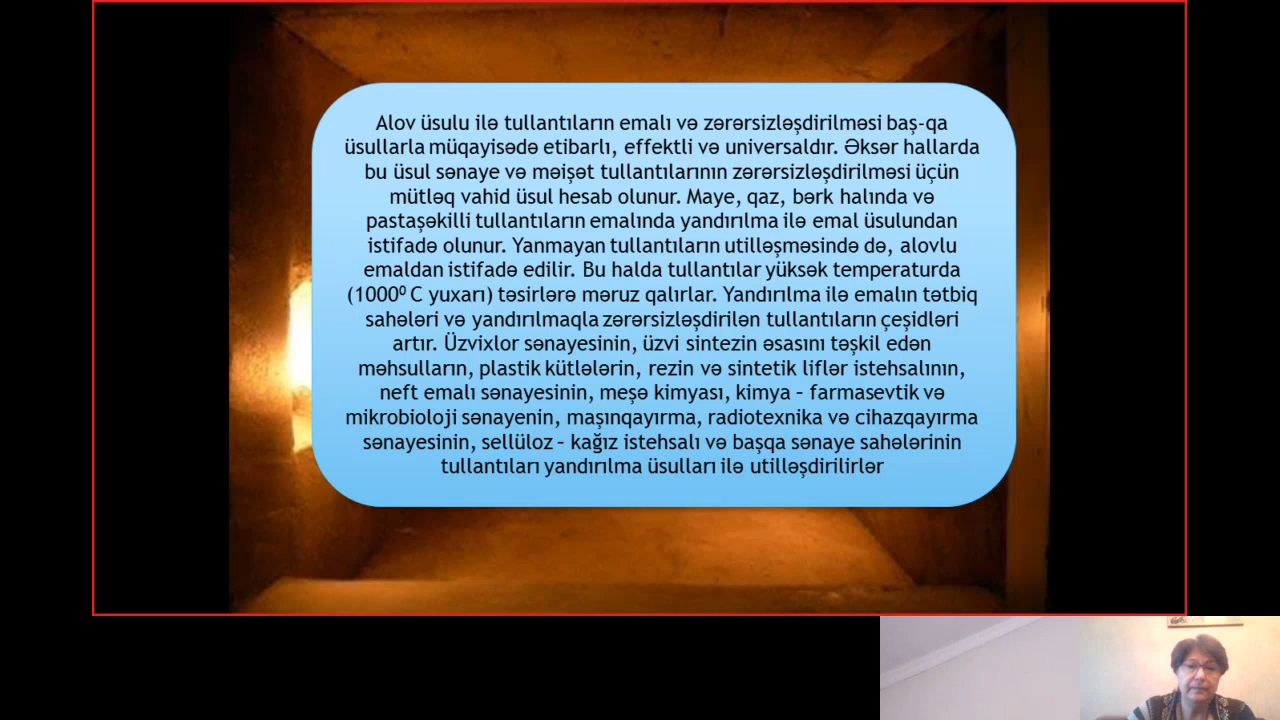 Alov üsulu ilə tullantıların emalı və zərərsizləşdirilməsi baş-qa
üsullarla müqayisədə etibarlı, effektli və universaldır. Əksər hallarda
bu üsul sənaye və məişət tullantılarının zərərsizləşdirilməsi üçün
mütləq vahid üsul hesab olunur. Maye, qaz, bərk halında və
pastaşəkilli tullantıların emalında yandırılma ilə emal üsulundan
istifadə olunur. Yanmayan tullantıların utilləşməsində də, alovlu
emaldan istifadə edilir. Bu halda tullantılar yüksək temperaturda
(1000⁰ C yuxarı) təsirlərə məruz qalırlar. Yandırılma ilə emalın tətbiq
sahələri və yandırılmaqla zərərsizləşdirilən tullantıların çeşidləri
artır. Üzvixlor sənayesinin, üzvi sintezin əsasını təşkil edən
məhsulların, plastik kütlələrin, rezin və sintetik liflər istehsalının,
neft emalı sənayesinin, meşə kimyası, kimya – farmasevtik və
mikrobioloji sənayenin, maşınqayırma, radiotexnika və cihazqayırma
sənayesinin, sellüloz – kağız istehsalı və başqa sənaye sahələrinin
tullantıları yandırılma üsulları ilə utilləşdirilirlər